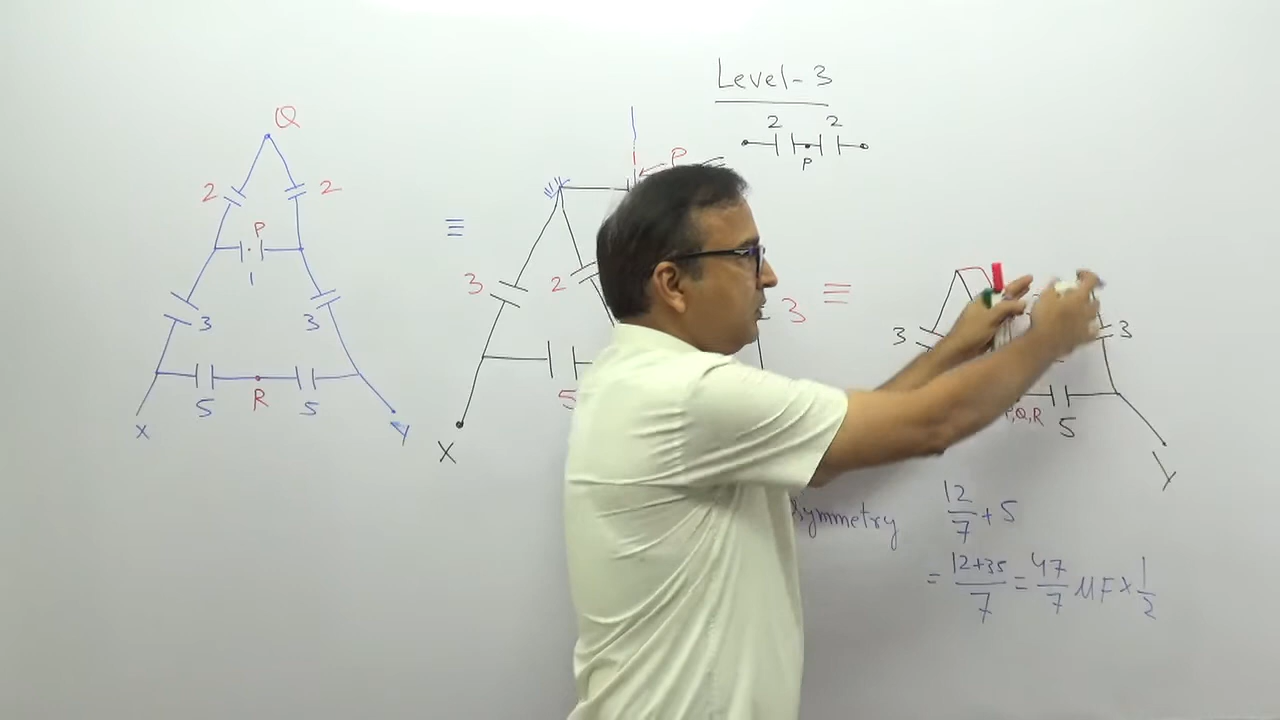 Level-3
2 2
P
Q
2 2
P
1
3 3
5 R 5
X Y
≡
P
3 2
5
X
3 ≡
3 3
P,Q,R 5
Y
symmetry
12/7 + 5
= 12+35/7 = 47/7 μF × 1/2